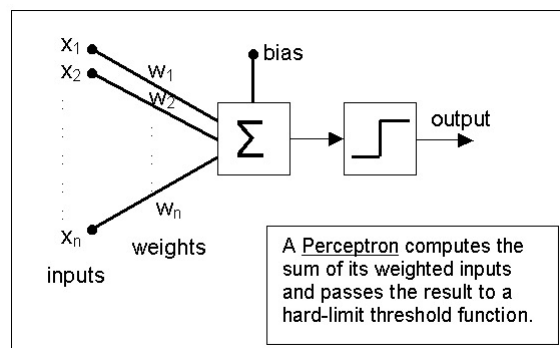 x1
w1
bias
x2
w2
Σ
output
wn
xn
weights
inputs
A Perceptron computes the
sum of its weighted inputs
and passes the result to a
hard-limit threshold function.